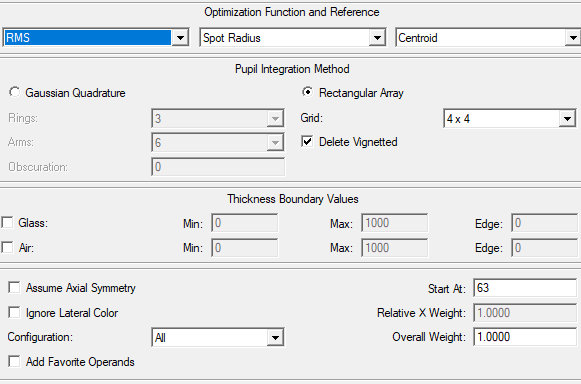 Optimization Function and Reference
RMS Spot Radius Centroid
Pupil Integration Method
Gaussian Quadrature Rectangular Array
Rings: 3 Grid: 4 x 4
Arms: 6 Delete Vignetted
Obscuration: 0
Thickness Boundary Values
Glass: Min: 0 Max: 1000 Edge: 0
Air: Min: 0 Max: 1000 Edge: 0
Assume Axial Symmetry Start At: 63
Ignore Lateral Color Relative X Weight: 1.0000
Configuration: All Overall Weight: 1.0000
Add Favorite Operands